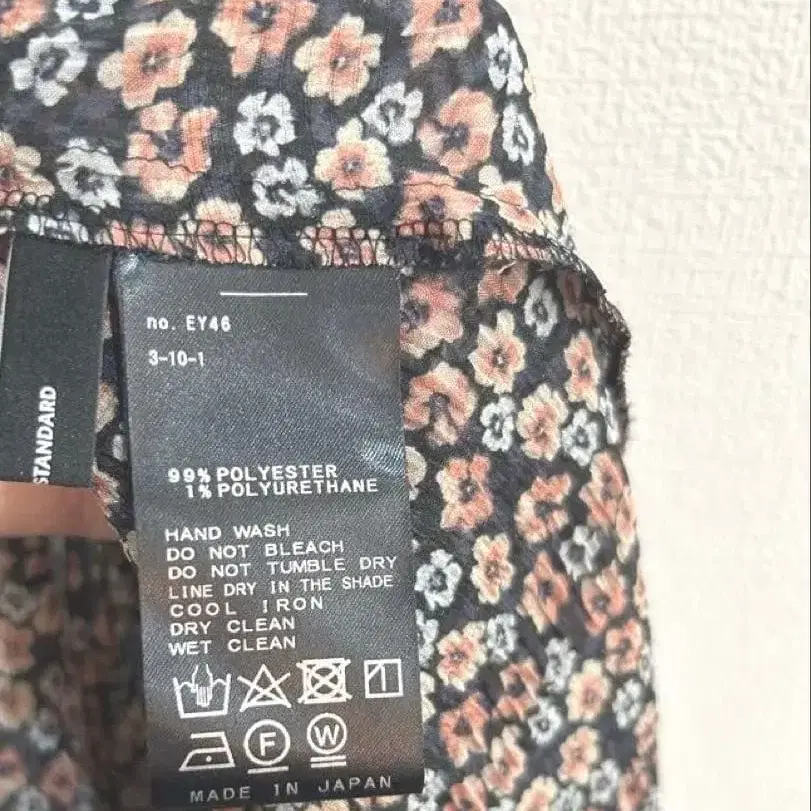 STANDARD
no. EY46
3-10-1
99% POLYESTER
1% POLYURETHANE
HAND WASH
DO NOT BLEACH
DO NOT TUMBLE DRY
LINE DRY IN THE SHADE
COOL IRON
DRY CLEAN
WET CLEAN
F W
MADE IN JAPAN